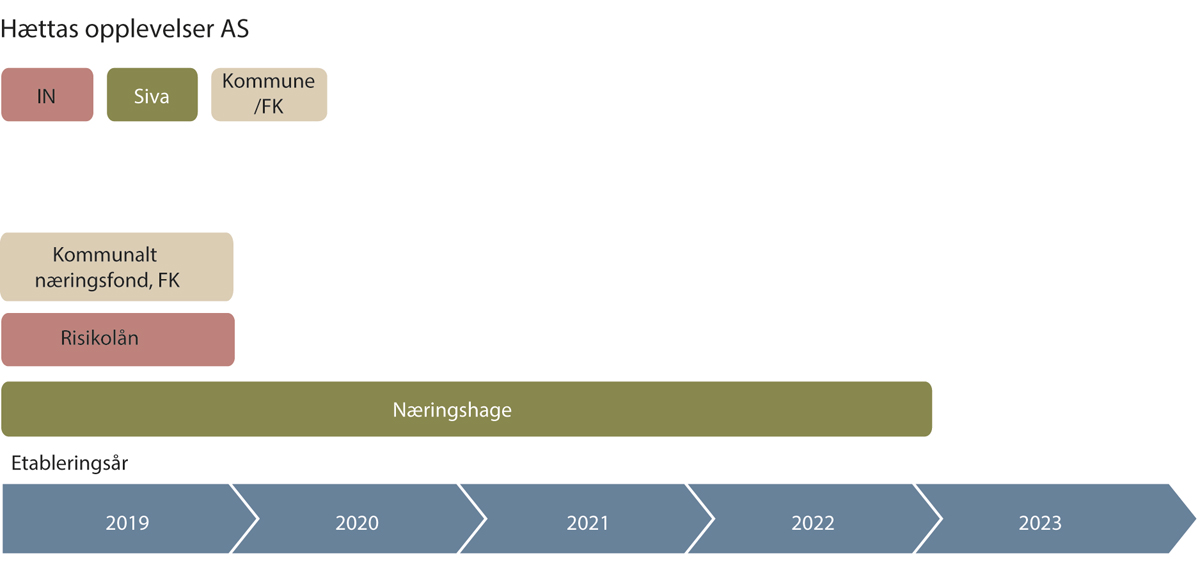 Hættas opplevelser AS
IN
Siva
Kommune
/FK
Kommunalt
næringsfond, FK
Risikolån
Næringshage
Etableringsår
2019
2020
2021
2022
2023